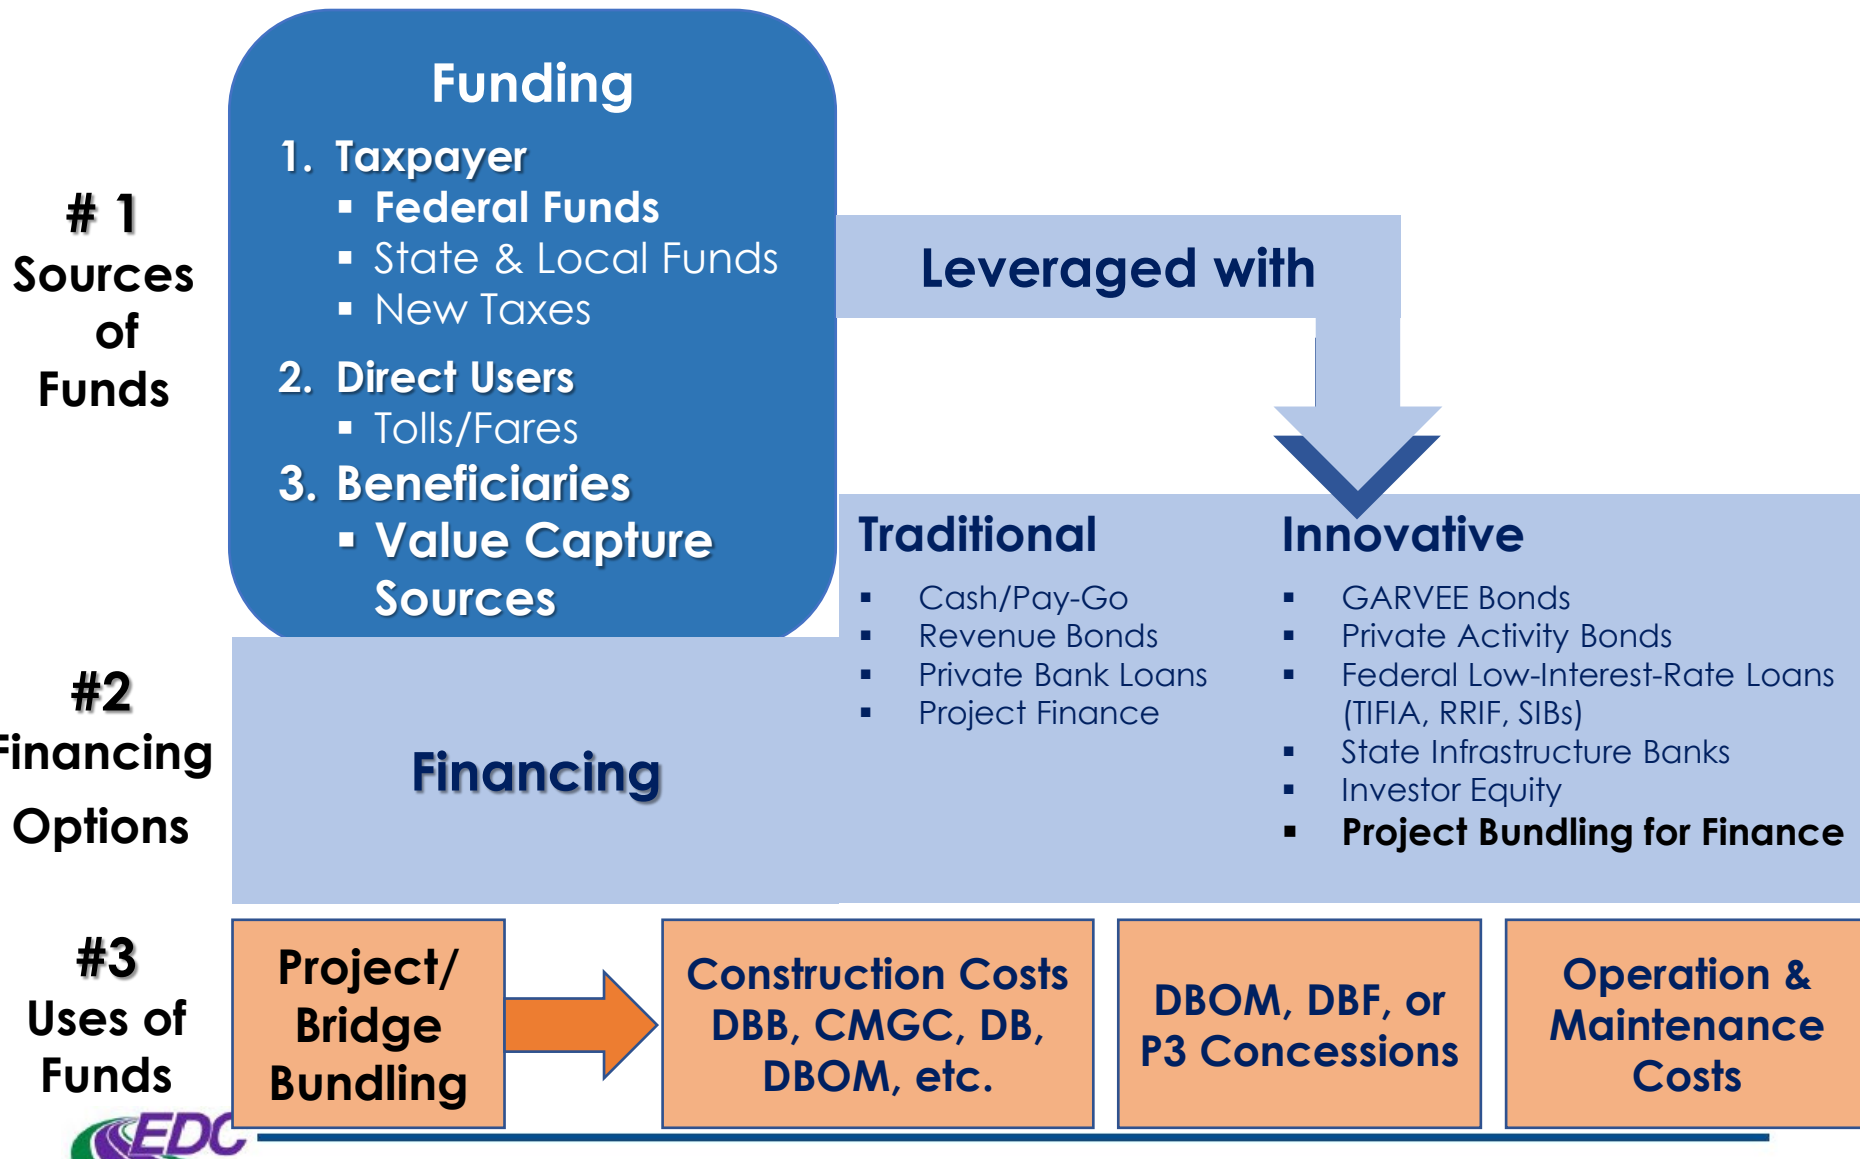 # 1
Sources
of
Funds
Funding
1. Taxpayer
▪ Federal Funds
▪ State & Local Funds
▪ New Taxes
2. Direct Users
▪ Tolls/Fares
3. Beneficiaries
▪ Value Capture
Sources
Leveraged with
#2
Financing
Options
Financing
Traditional
▪ Cash/Pay-Go
▪ Revenue Bonds
▪ Private Bank Loans
▪ Project Finance
Innovative
▪ GARVEE Bonds
▪ Private Activity Bonds
▪ Federal Low-Interest-Rate Loans
(TIFIA, RRIF, SIBs)
▪ State Infrastructure Banks
▪ Investor Equity
▪ Project Bundling for Finance
#3
Uses of
Funds
Project/
Bridge
Bundling
Construction Costs
DBB, CMGC, DB,
DBOM, etc.
DBOM, DBF, or
P3 Concessions
Operation &
Maintenance
Costs
EDC